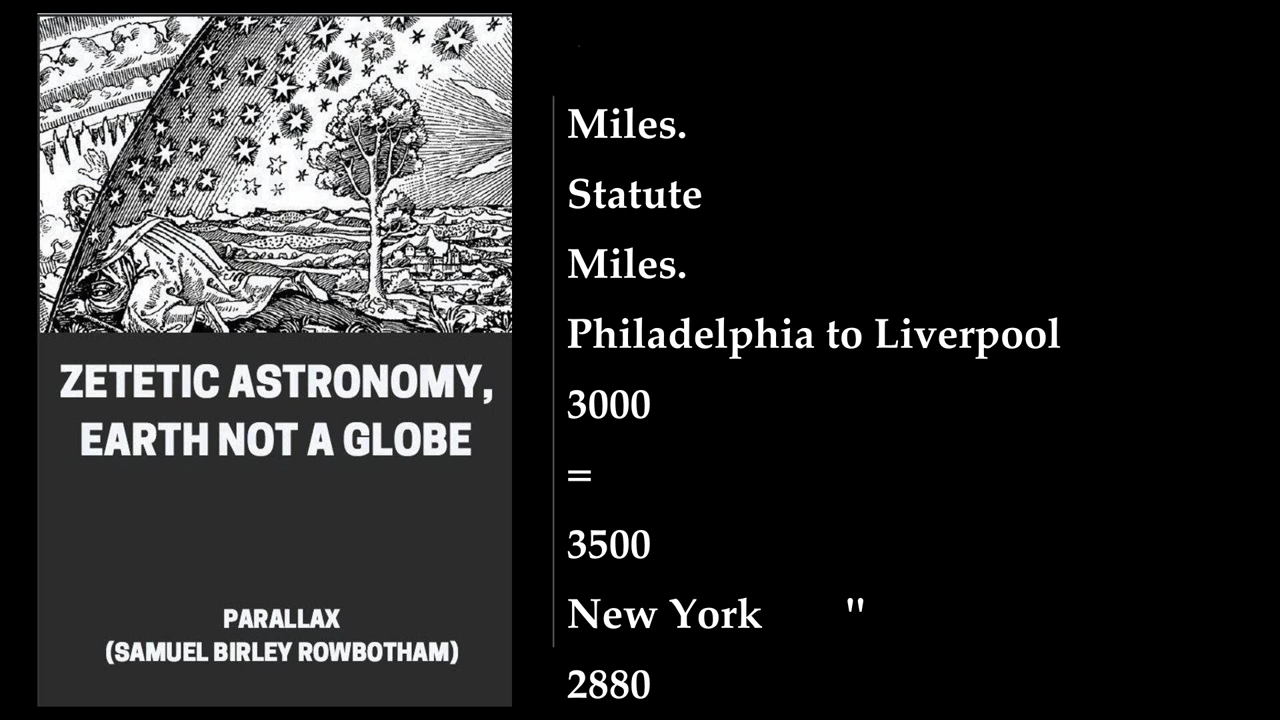 ZETETIC ASTRONOMY,
EARTH NOT A GLOBE
PARALLAX
(SAMUEL BIRLEY ROWBOTHAM)
Miles.
Statute
Miles.
Philadelphia to Liverpool
3000
=
3500
New York "
2880